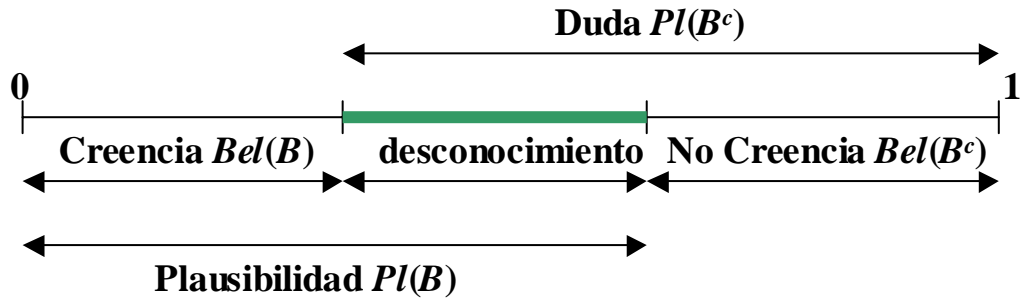 Duda Pl(Bᶜ)
0 1
Creencia Bel(B) desconocimiento No Creencia Bel(Bᶜ)
Plausibilidad Pl(B)